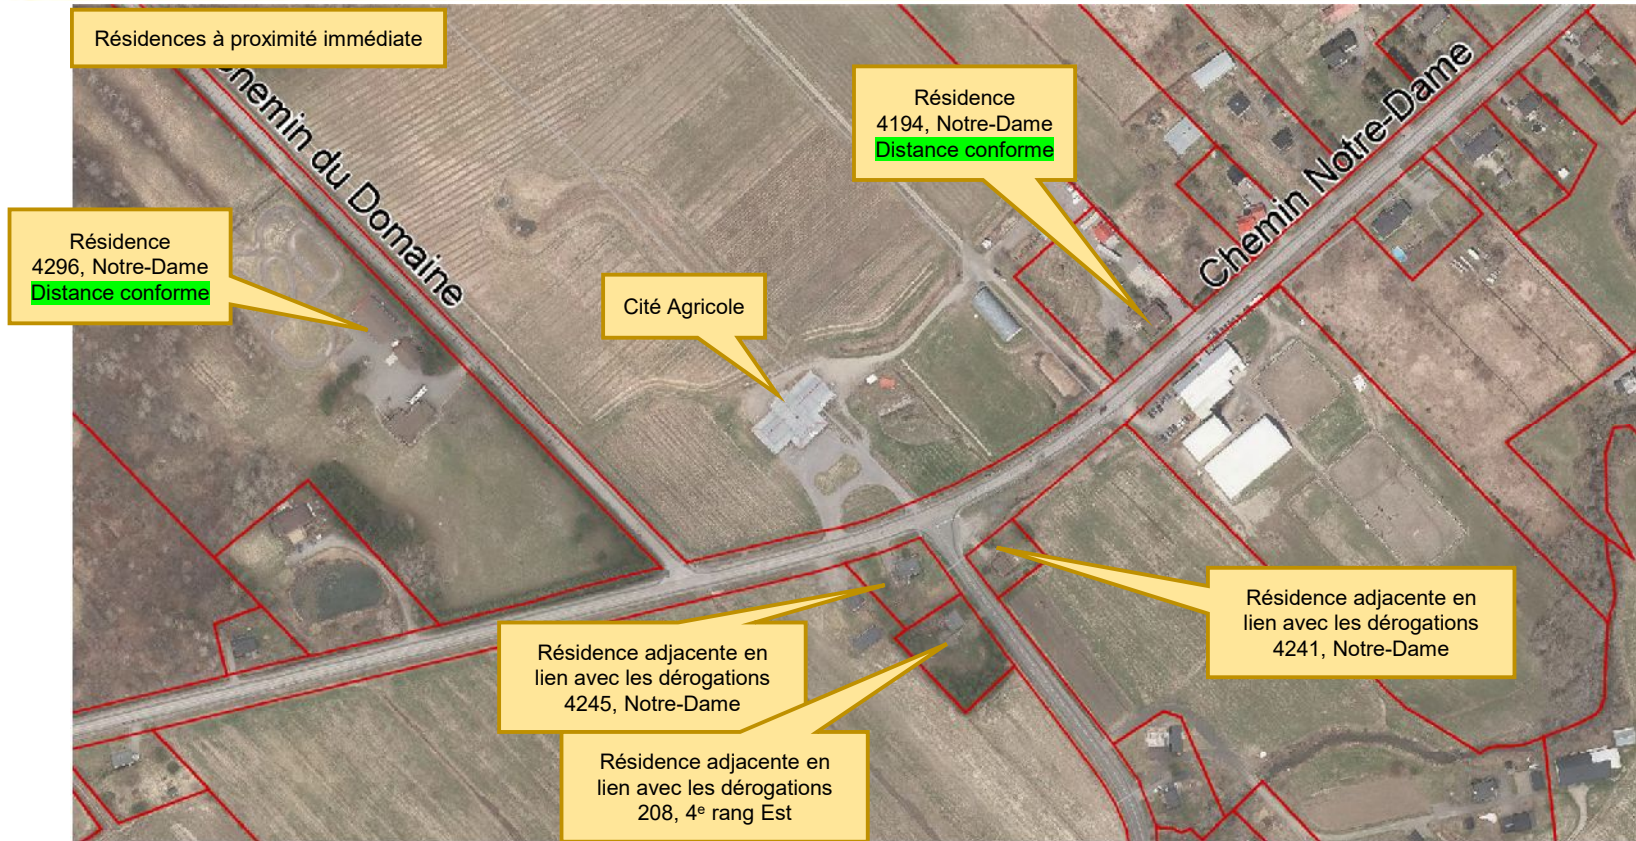 Résidences à proximité immédiate
Chemin du Domaine
Résidence
4194, Notre-Dame
Distance conforme
Chemin Notre-Dame
Résidence
4296, Notre-Dame
Distance conforme
Cité Agricole
Résidence adjacente en
lien avec les dérogations
4241, Notre-Dame
Résidence adjacente en
lien avec les dérogations
4245, Notre-Dame
Résidence adjacente en
lien avec les dérogations
208, 4ᵉ rang Est